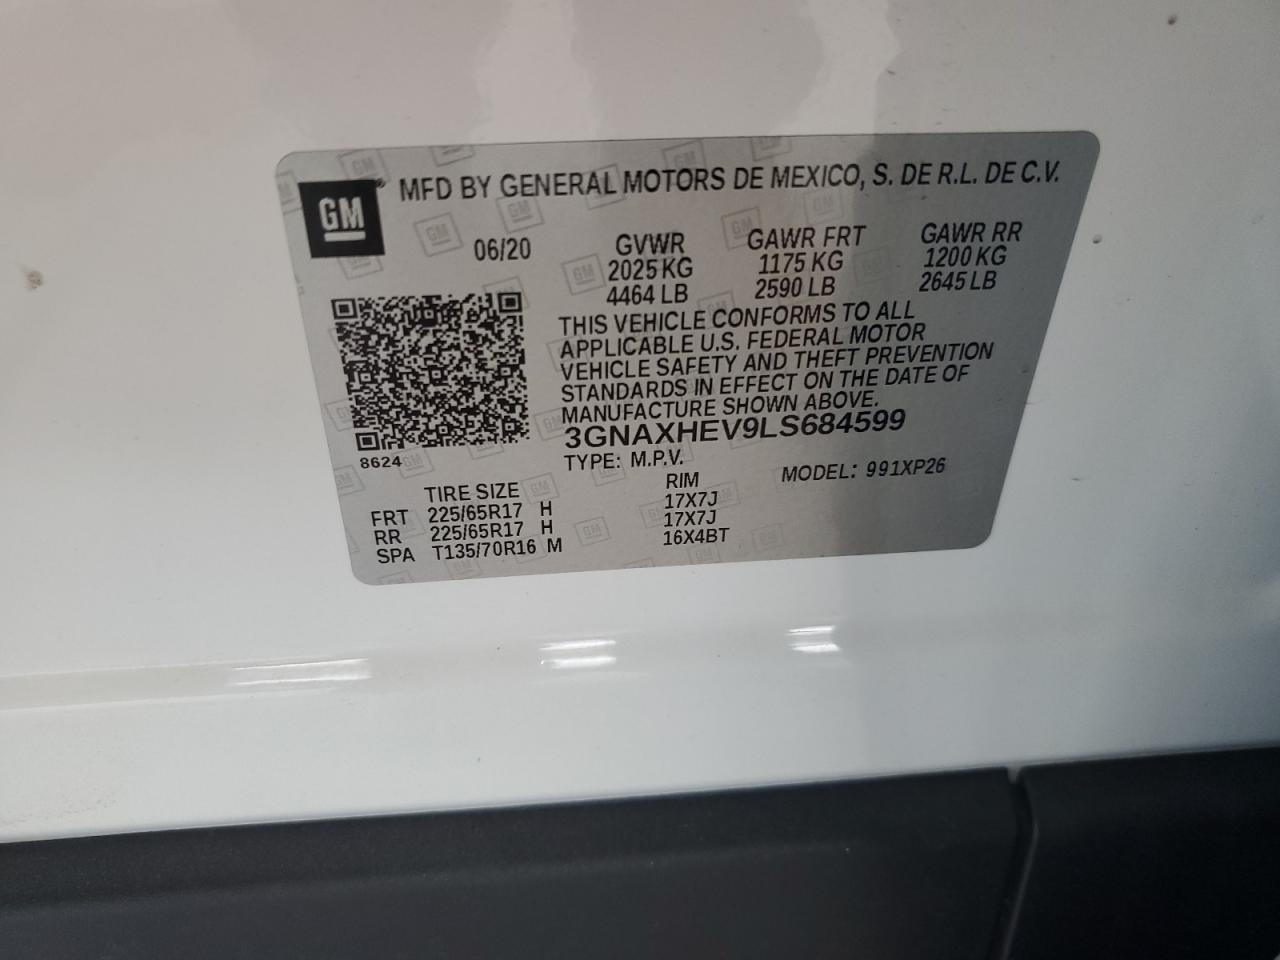 GM® MFD BY GENERAL MOTORS DE MEXICO, S. DE R.L. DE C.V.
06/20 GVWR GAWR FRT GAWR RR
2025 KG 1175 KG 1200 KG
4464 LB 2590 LB 2645 LB
THIS VEHICLE CONFORMS TO ALL
APPLICABLE U.S. FEDERAL MOTOR
VEHICLE SAFETY AND THEFT PREVENTION
STANDARDS IN EFFECT ON THE DATE OF
MANUFACTURE SHOWN ABOVE.
3GNAXHEV9LS684599
8624 TYPE: M.P.V. MODEL: 991XP26
TIRE SIZE RIM
FRT 225/65R17 H 17X7J
RR 225/65R17 H 17X7J
SPA T135/70R16 M 16X4BT